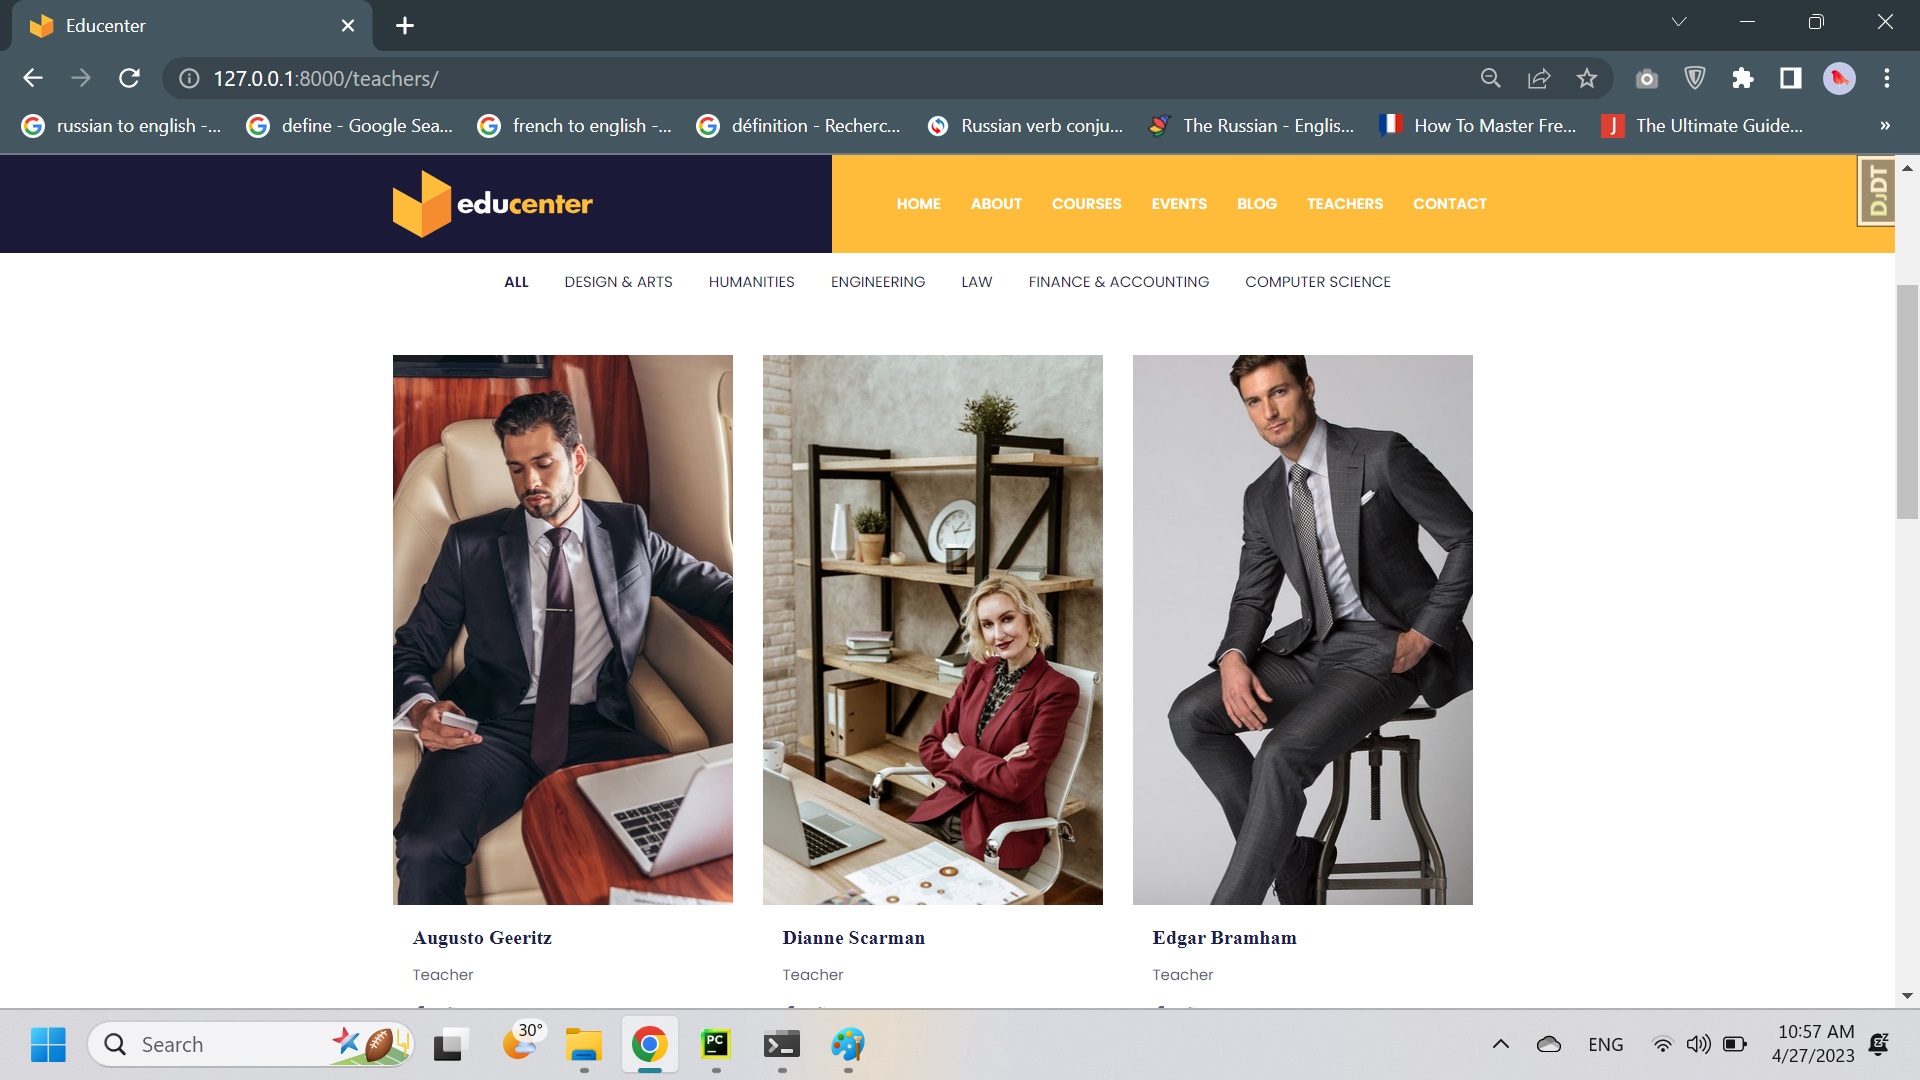 Educenter
127.0.0.1:8000/teachers/
russian to english -...
define - Google Sea...
french to english -...
définition - Recherc...
Russian verb conju...
The Russian - Englis...
How To Master Fre...
The Ultimate Guide...
»
educenter
HOME
ABOUT
COURSES
EVENTS
BLOG
TEACHERS
CONTACT
DJDT
ALL
DESIGN & ARTS
HUMANITIES
ENGINEERING
LAW
FINANCE & ACCOUNTING
COMPUTER SCIENCE
Augusto Geeritz
Teacher
Dianne Scarman
Teacher
Edgar Bramham
Teacher
Search
30°
PC
ENG
10:57 AM
4/27/2023